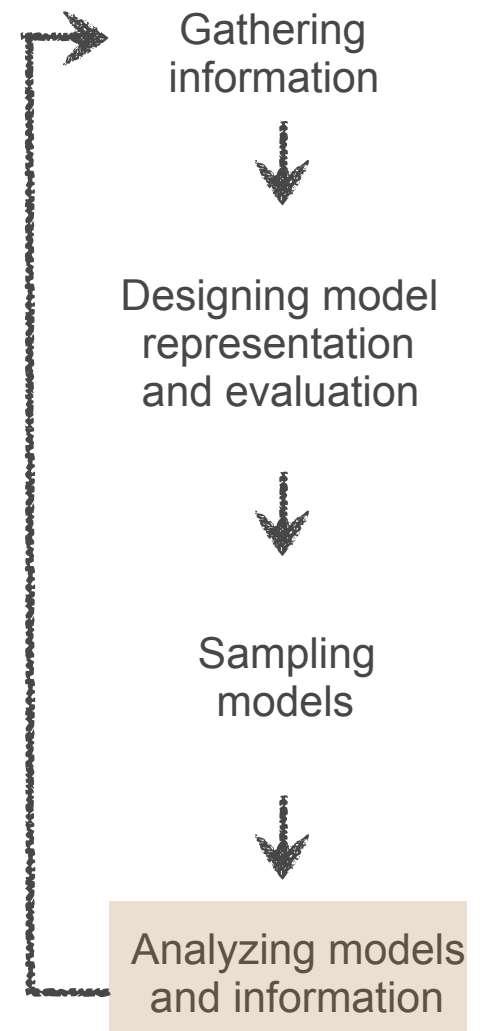 Gathering
information
Designing model
representation
and evaluation
Sampling
models
Analyzing models
and information